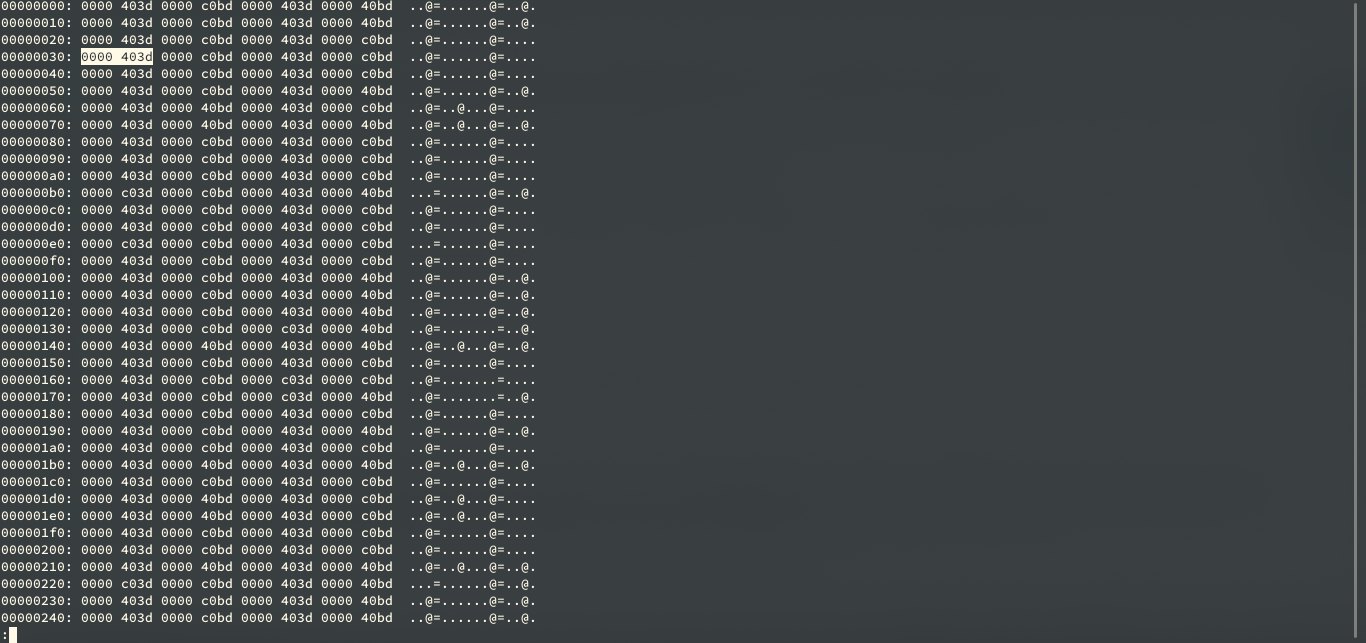 00000000: 0000 403d 0000 c0bd 0000 403d 0000 40bd  ..@=......@=..@.
00000010: 0000 403d 0000 c0bd 0000 403d 0000 40bd  ..@=......@=..@.
00000020: 0000 403d 0000 c0bd 0000 403d 0000 c0bd  ..@=......@=....
00000030: 0000 403d 0000 c0bd 0000 403d 0000 c0bd  ..@=......@=....
00000040: 0000 403d 0000 c0bd 0000 403d 0000 c0bd  ..@=......@=....
00000050: 0000 403d 0000 c0bd 0000 403d 0000 40bd  ..@=......@=..@.
00000060: 0000 403d 0000 40bd 0000 403d 0000 c0bd  ..@=..@...@=....
00000070: 0000 403d 0000 40bd 0000 403d 0000 40bd  ..@=..@...@=..@.
00000080: 0000 403d 0000 c0bd 0000 403d 0000 c0bd  ..@=......@=....
00000090: 0000 403d 0000 c0bd 0000 403d 0000 c0bd  ..@=......@=....
000000a0: 0000 403d 0000 c0bd 0000 403d 0000 c0bd  ..@=......@=....
000000b0: 0000 c03d 0000 c0bd 0000 403d 0000 40bd  ...=......@=..@.
000000c0: 0000 403d 0000 c0bd 0000 403d 0000 c0bd  ..@=......@=....
000000d0: 0000 403d 0000 c0bd 0000 403d 0000 c0bd  ..@=......@=....
000000e0: 0000 c03d 0000 c0bd 0000 403d 0000 c0bd  ...=......@=....
000000f0: 0000 403d 0000 c0bd 0000 403d 0000 c0bd  ..@=......@=....
00000100: 0000 403d 0000 c0bd 0000 403d 0000 40bd  ..@=......@=..@.
00000110: 0000 403d 0000 c0bd 0000 403d 0000 40bd  ..@=......@=..@.
00000120: 0000 403d 0000 c0bd 0000 403d 0000 40bd  ..@=......@=..@.
00000130: 0000 403d 0000 c0bd 0000 c03d 0000 40bd  ..@=.......=..@.
00000140: 0000 403d 0000 40bd 0000 403d 0000 40bd  ..@=..@...@=..@.
00000150: 0000 403d 0000 c0bd 0000 403d 0000 c0bd  ..@=......@=....
00000160: 0000 403d 0000 c0bd 0000 c03d 0000 c0bd  ..@=.......=....
00000170: 0000 403d 0000 c0bd 0000 c03d 0000 40bd  ..@=.......=..@.
00000180: 0000 403d 0000 c0bd 0000 403d 0000 c0bd  ..@=......@=....
00000190: 0000 403d 0000 c0bd 0000 403d 0000 40bd  ..@=......@=..@.
000001a0: 0000 403d 0000 c0bd 0000 403d 0000 c0bd  ..@=......@=....
000001b0: 0000 403d 0000 40bd 0000 403d 0000 40bd  ..@=..@...@=..@.
000001c0: 0000 403d 0000 c0bd 0000 403d 0000 c0bd  ..@=......@=....
000001d0: 0000 403d 0000 40bd 0000 403d 0000 c0bd  ..@=..@...@=....
000001e0: 0000 403d 0000 40bd 0000 403d 0000 c0bd  ..@=..@...@=....
000001f0: 0000 403d 0000 c0bd 0000 403d 0000 c0bd  ..@=......@=....
00000200: 0000 403d 0000 c0bd 0000 403d 0000 c0bd  ..@=......@=....
00000210: 0000 403d 0000 40bd 0000 403d 0000 40bd  ..@=..@...@=..@.
00000220: 0000 c03d 0000 c0bd 0000 403d 0000 40bd  ...=......@=..@.
00000230: 0000 403d 0000 c0bd 0000 403d 0000 40bd  ..@=......@=..@.
00000240: 0000 403d 0000 c0bd 0000 403d 0000 40bd  ..@=......@=..@.
: